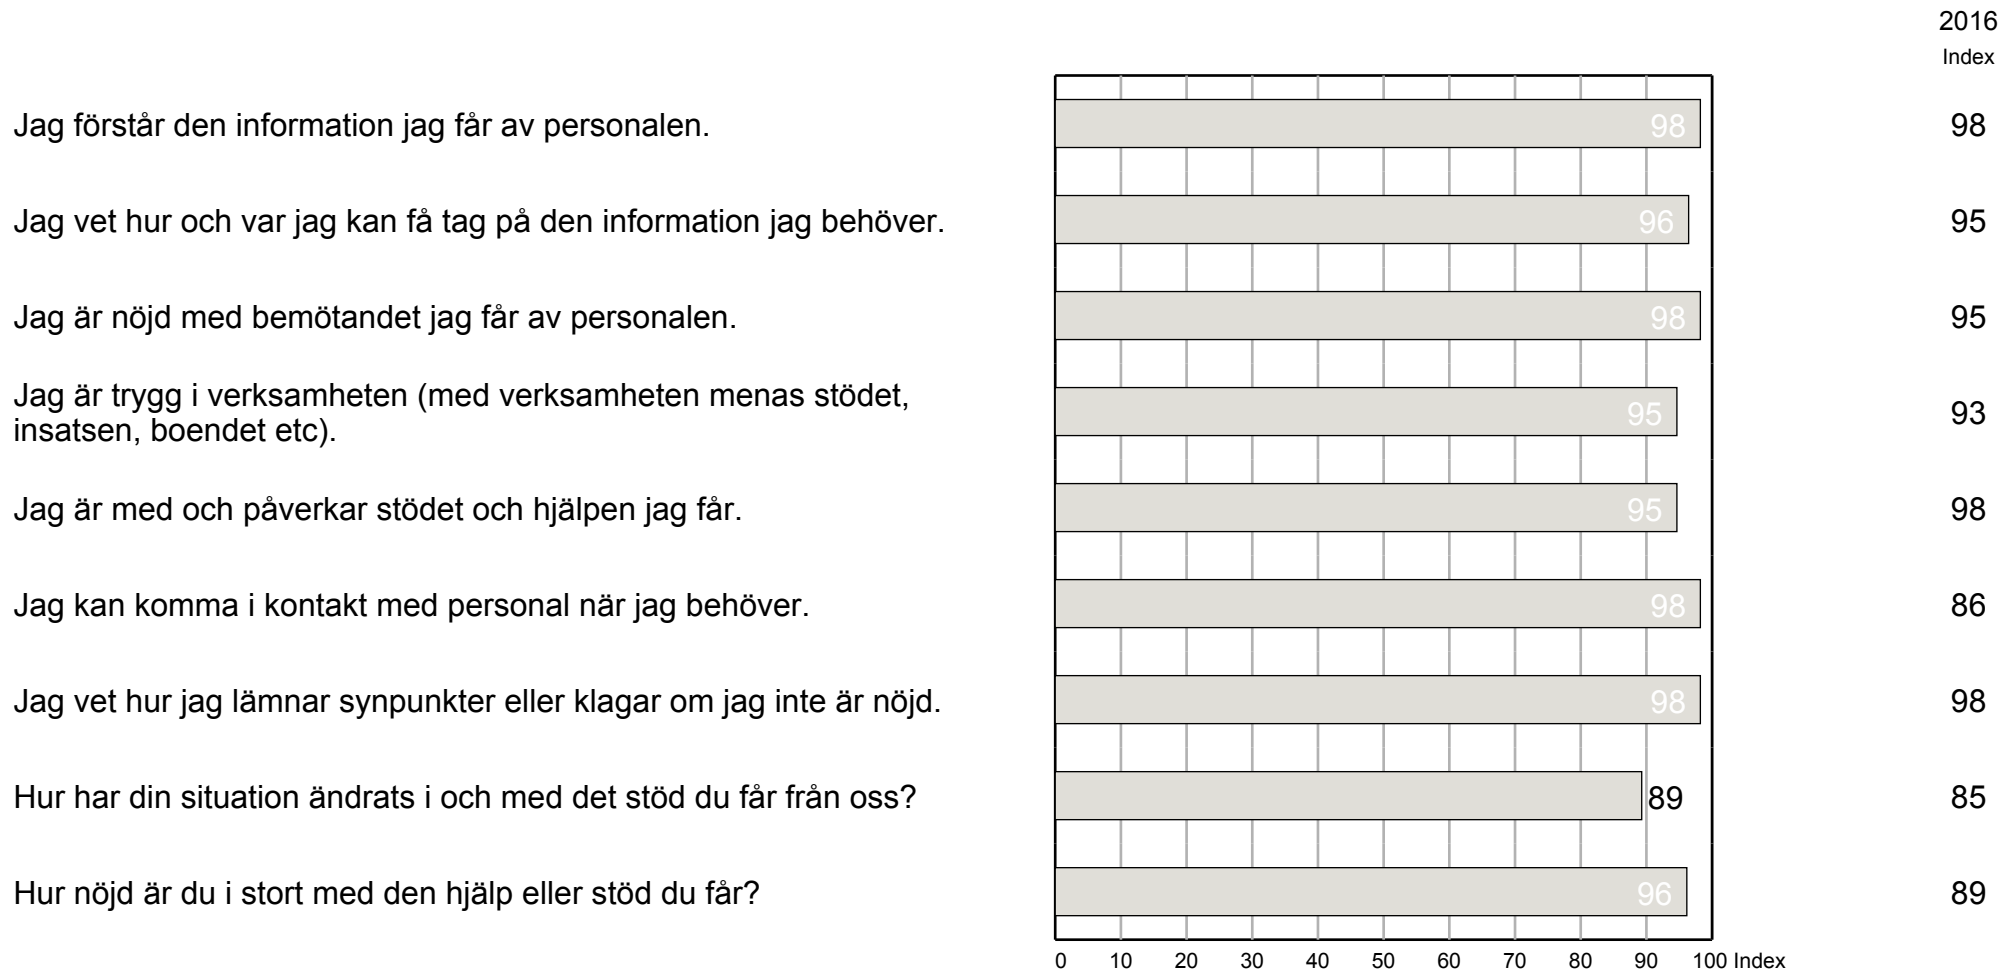 2016
Index
Jag förstår den information jag får av personalen. 98 98
Jag vet hur och var jag kan få tag på den information jag behöver. 96 95
Jag är nöjd med bemötandet jag får av personalen. 98 95
Jag är trygg i verksamheten (med verksamheten menas stödet,
insatsen, boendet etc). 95 93
Jag är med och påverkar stödet och hjälpen jag får. 95 98
Jag kan komma i kontakt med personal när jag behöver. 98 86
Jag vet hur jag lämnar synpunkter eller klagar om jag inte är nöjd. 98 98
Hur har din situation ändrats i och med det stöd du får från oss? 89 85
Hur nöjd är du i stort med den hjälp eller stöd du får? 96 89
0 10 20 30 40 50 60 70 80 90 100 Index